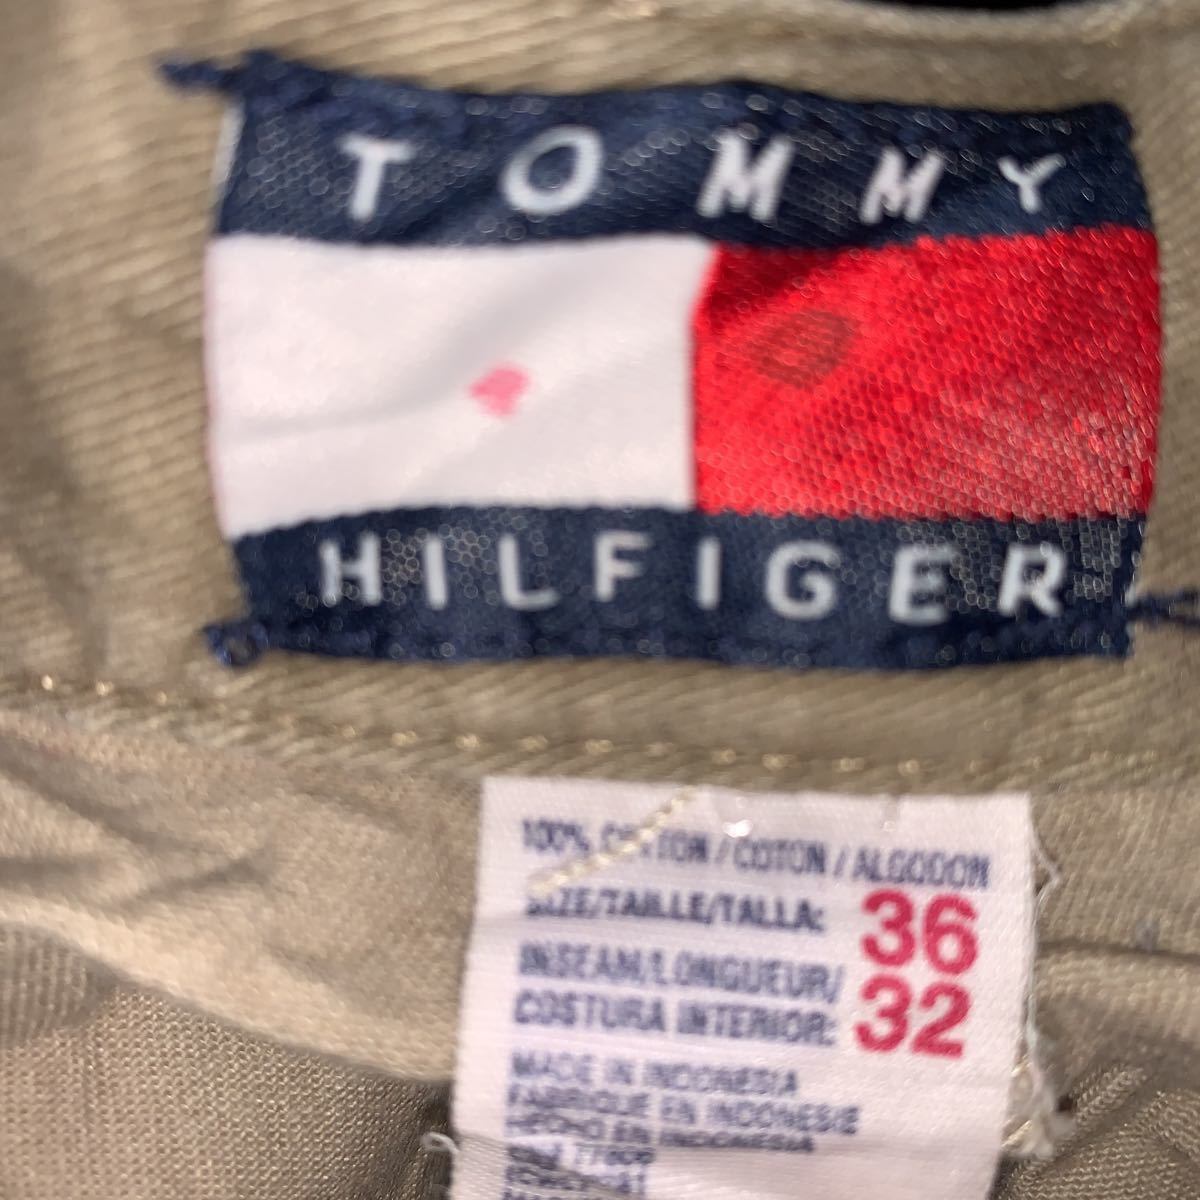 TOMMY
HILFIGER
100% COTTON / COTON / ALGODON
SIZE/TAILLE/TALLA: 36
INSEAM/LONGUEUR/
COSTURA INTERIOR: 32
MADE IN INDONESIA
FABRIQUE EN INDONESIE
HECHO EN INDONESIA
77806